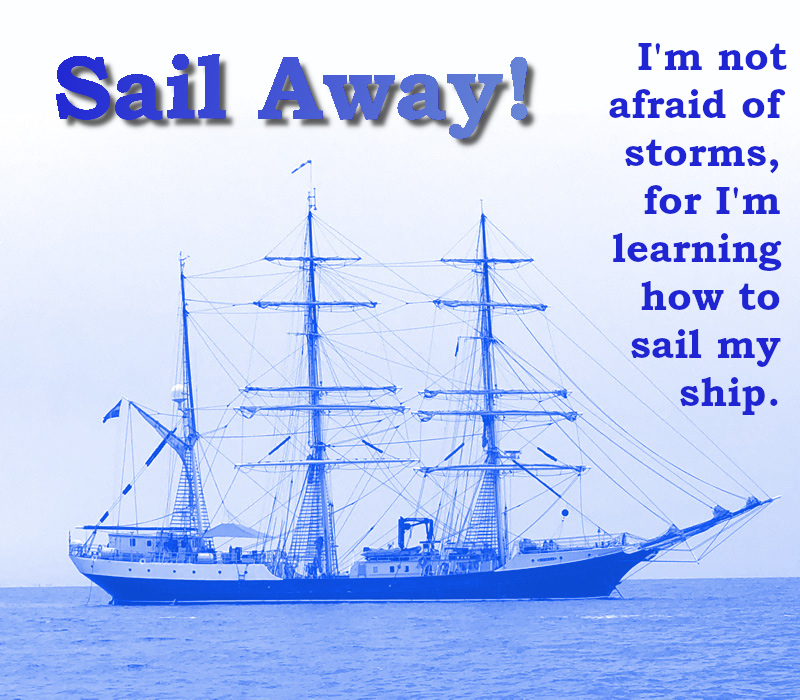 Sail Away!
I'm not
afraid of
storms,
for I'm
learning
how to
sail my
ship.